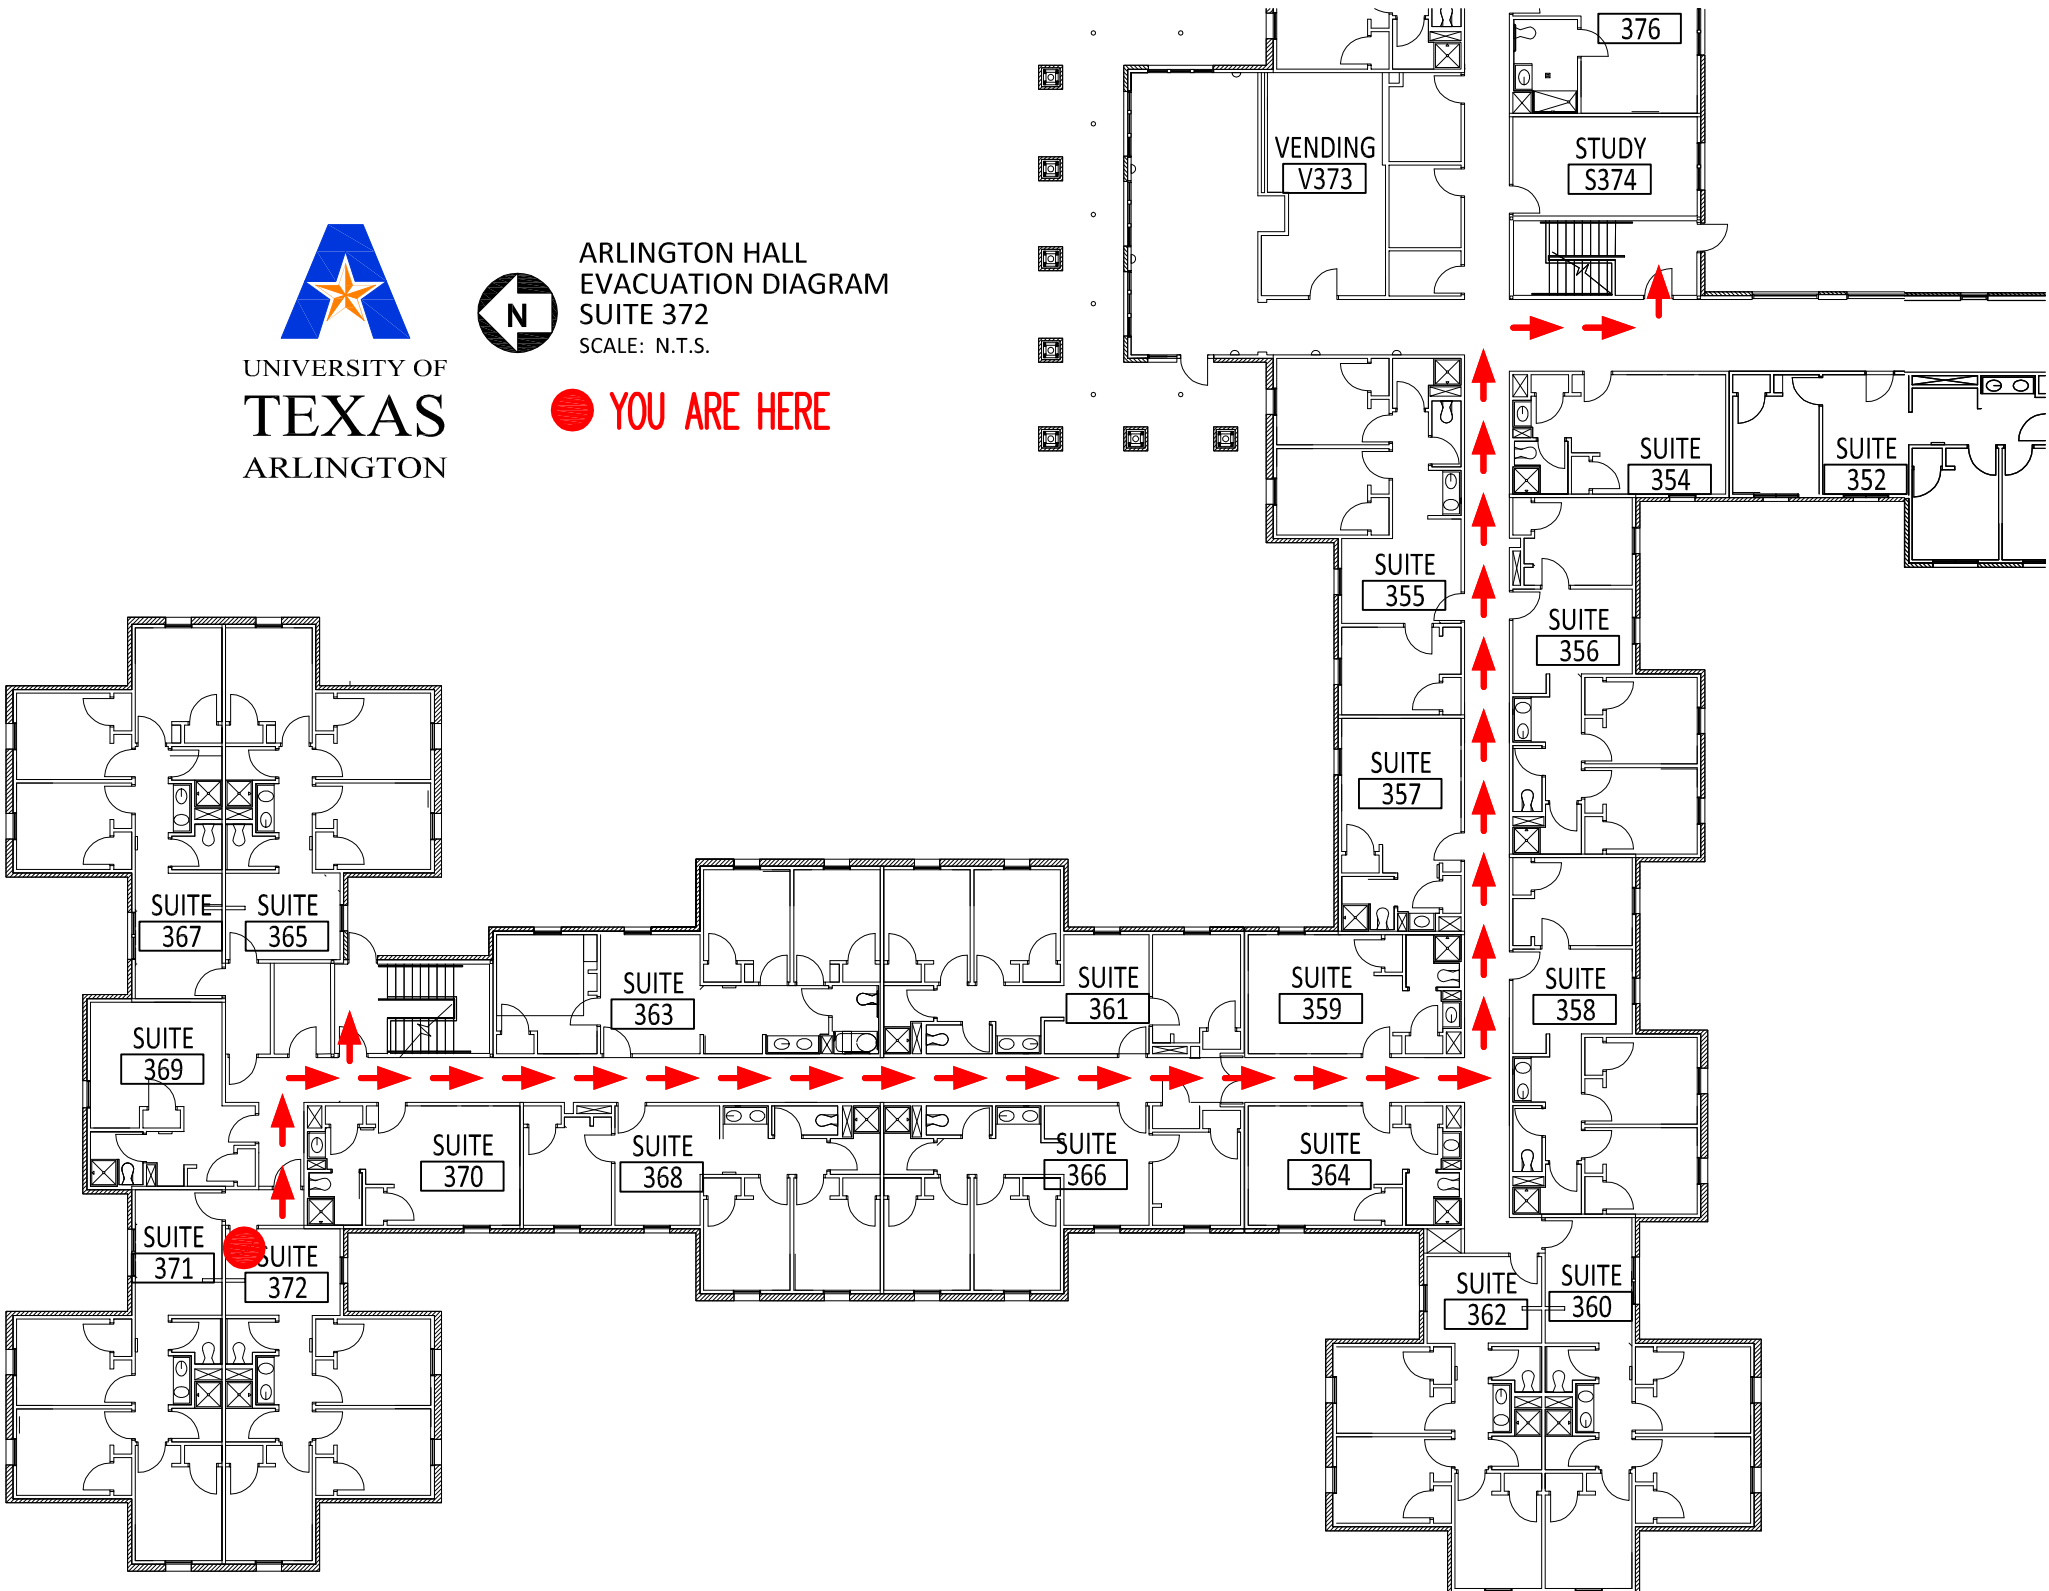 376
VENDING
V373
STUDY
S374
UNIVERSITY OF
TEXAS
ARLINGTON
N
ARLINGTON HALL
EVACUATION DIAGRAM
SUITE 372
SCALE: N.T.S.
YOU ARE HERE
SUITE
354
SUITE
352
SUITE
355
SUITE
356
SUITE
357
SUITE
367
SUITE
365
SUITE
363
SUITE
361
SUITE
359
SUITE
358
SUITE
369
SUITE
370
SUITE
368
SUITE
366
SUITE
364
SUITE
371
SUITE
372
SUITE
362
SUITE
360